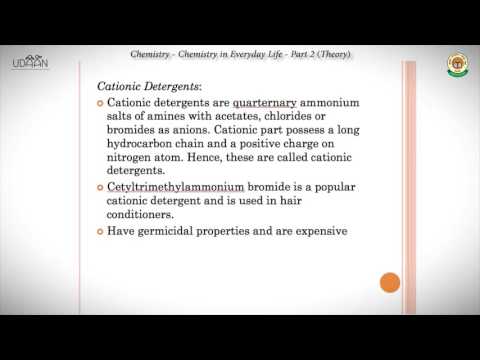 UDAAN
Chemistry - Chemistry in Everyday Life - Part 2 (Theory)
Cationic Detergents:
Cationic detergents are quarternary ammonium
salts of amines with acetates, chlorides or
bromides as anions. Cationic part possess a long
hydrocarbon chain and a positive charge on
nitrogen atom. Hence, these are called cationic
detergents.
Cetyltrimethylammonium bromide is a popular
cationic detergent and is used in hair
conditioners.
Have germicidal properties and are expensive